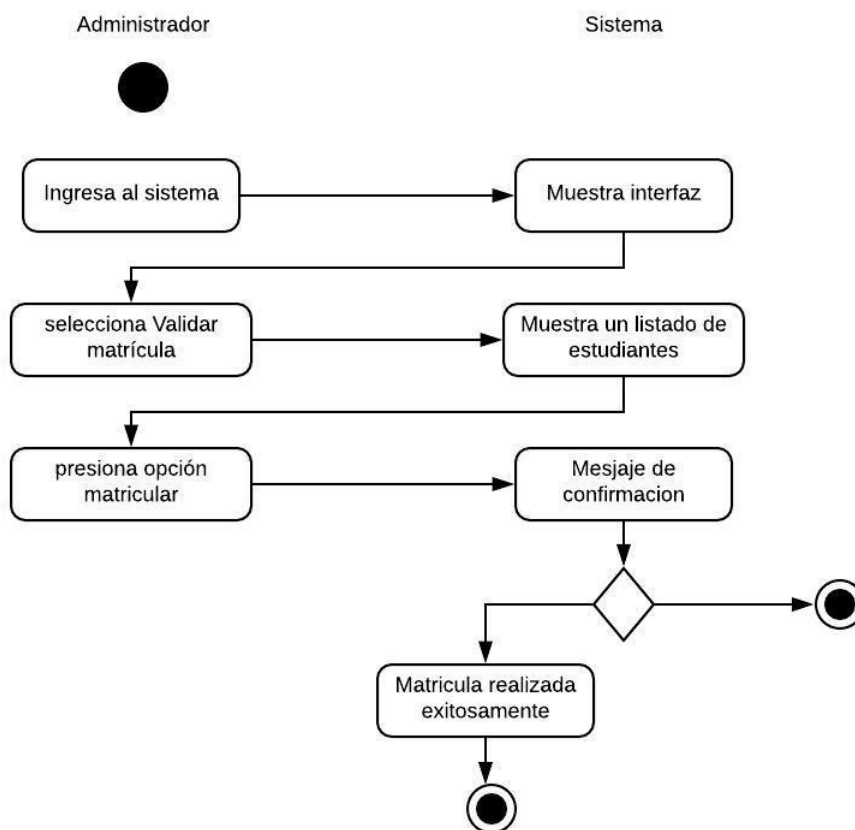 Administrador
Sistema
Ingresa al sistema
Muestra interfaz
selecciona Validar
matrícula
Muestra un listado de
estudiantes
presiona opción
matricular
Mesjaje de
confirmacion
Matricula realizada
exitosamente